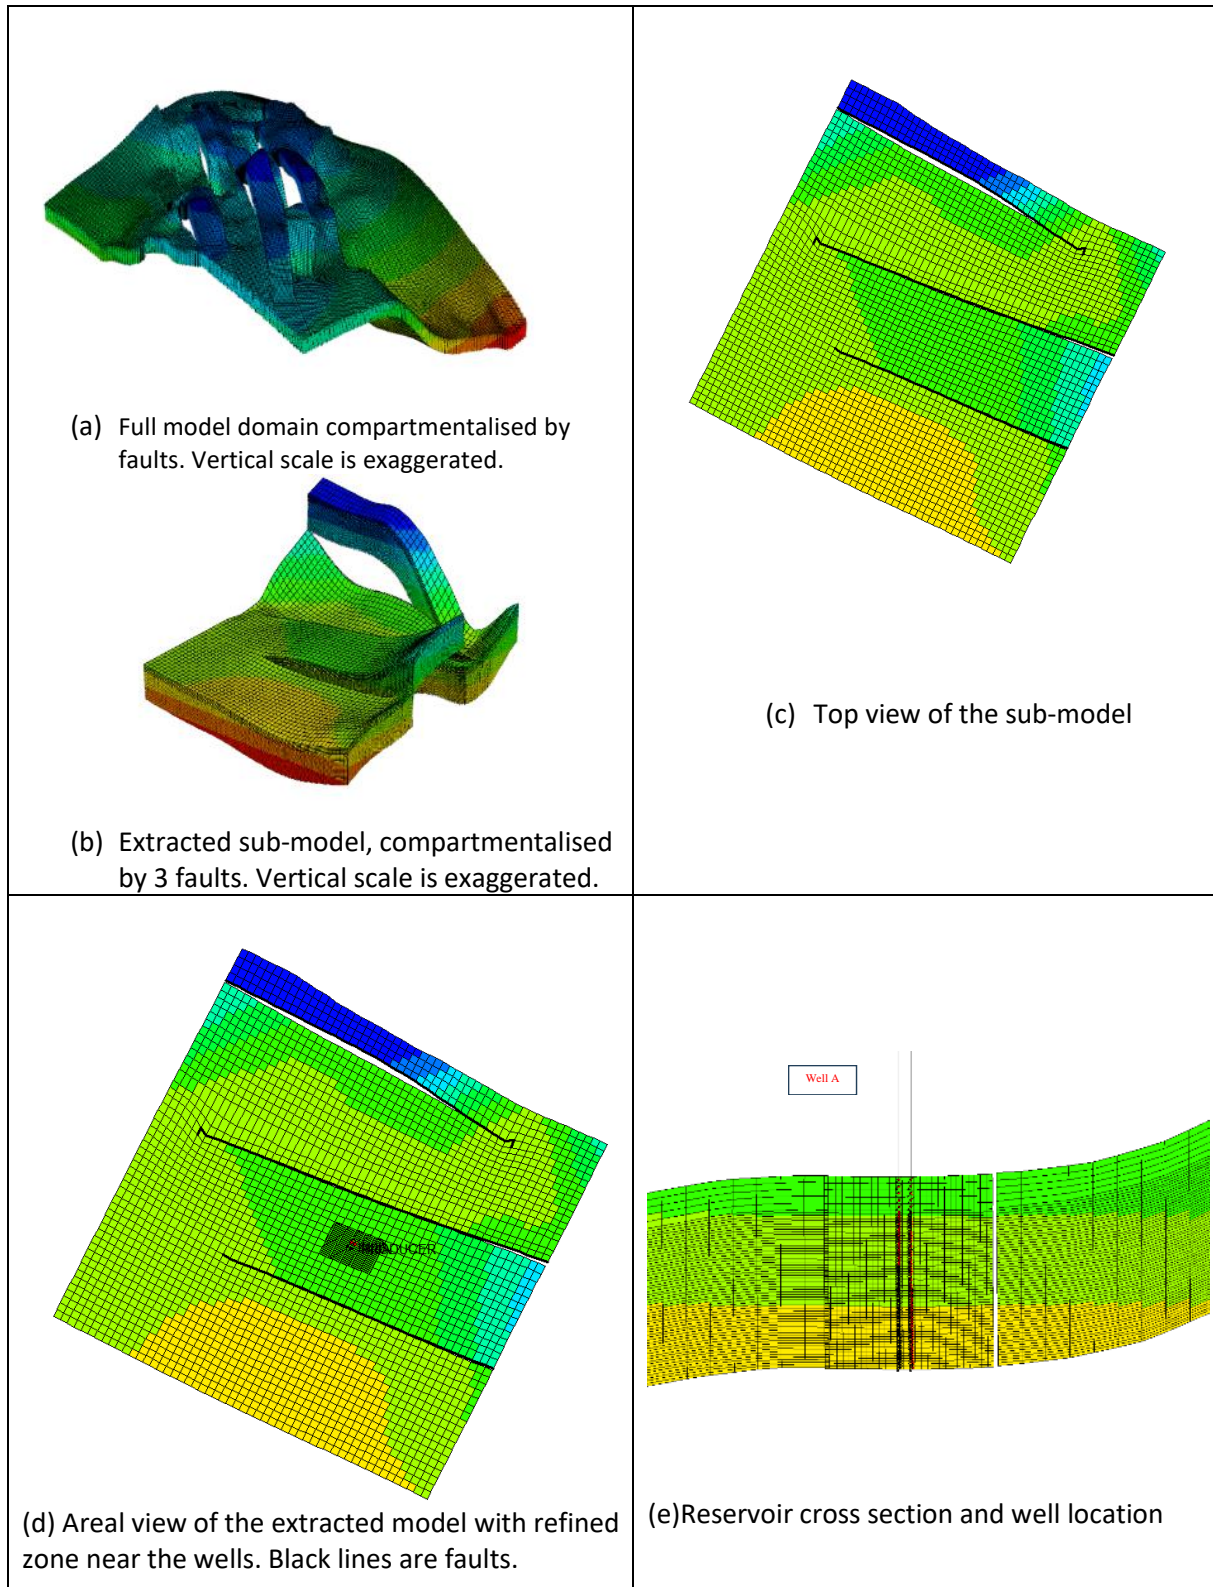 (a) Full model domain compartmentalised by
faults. Vertical scale is exaggerated.
(b) Extracted sub-model, compartmentalised
by 3 faults. Vertical scale is exaggerated.
(c) Top view of the sub-model
PRODUCER
(d) Areal view of the extracted model with refined
zone near the wells. Black lines are faults.
Well A
(e)Reservoir cross section and well location